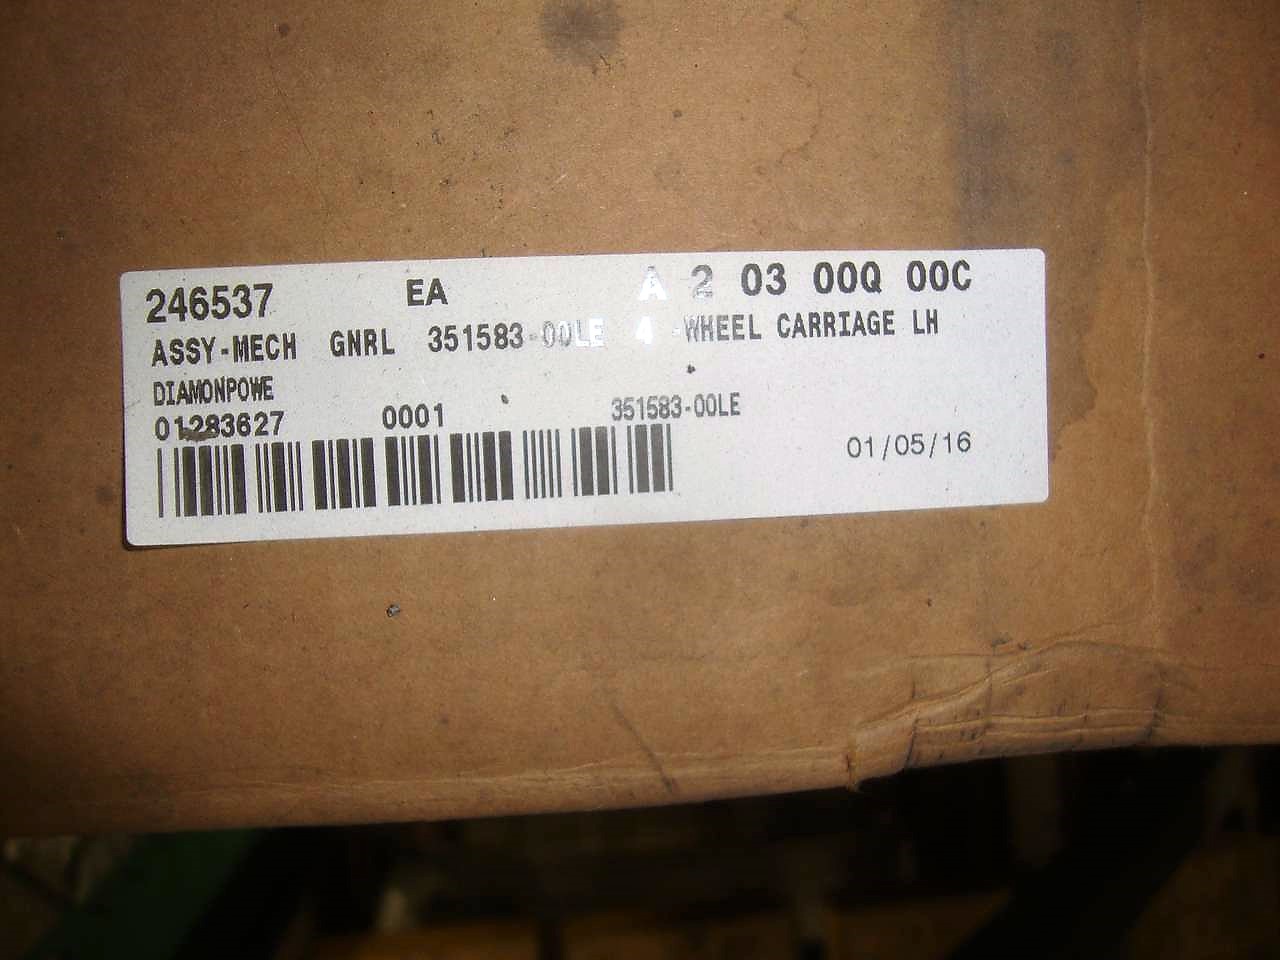 246537 EA A 2 03 00Q 00C
ASSY-MECH GNRL 351583-00LE 4 -WHEEL CARRIAGE LH
DIAMONPOWE
01283627 0001 351583-00LE
01/05/16